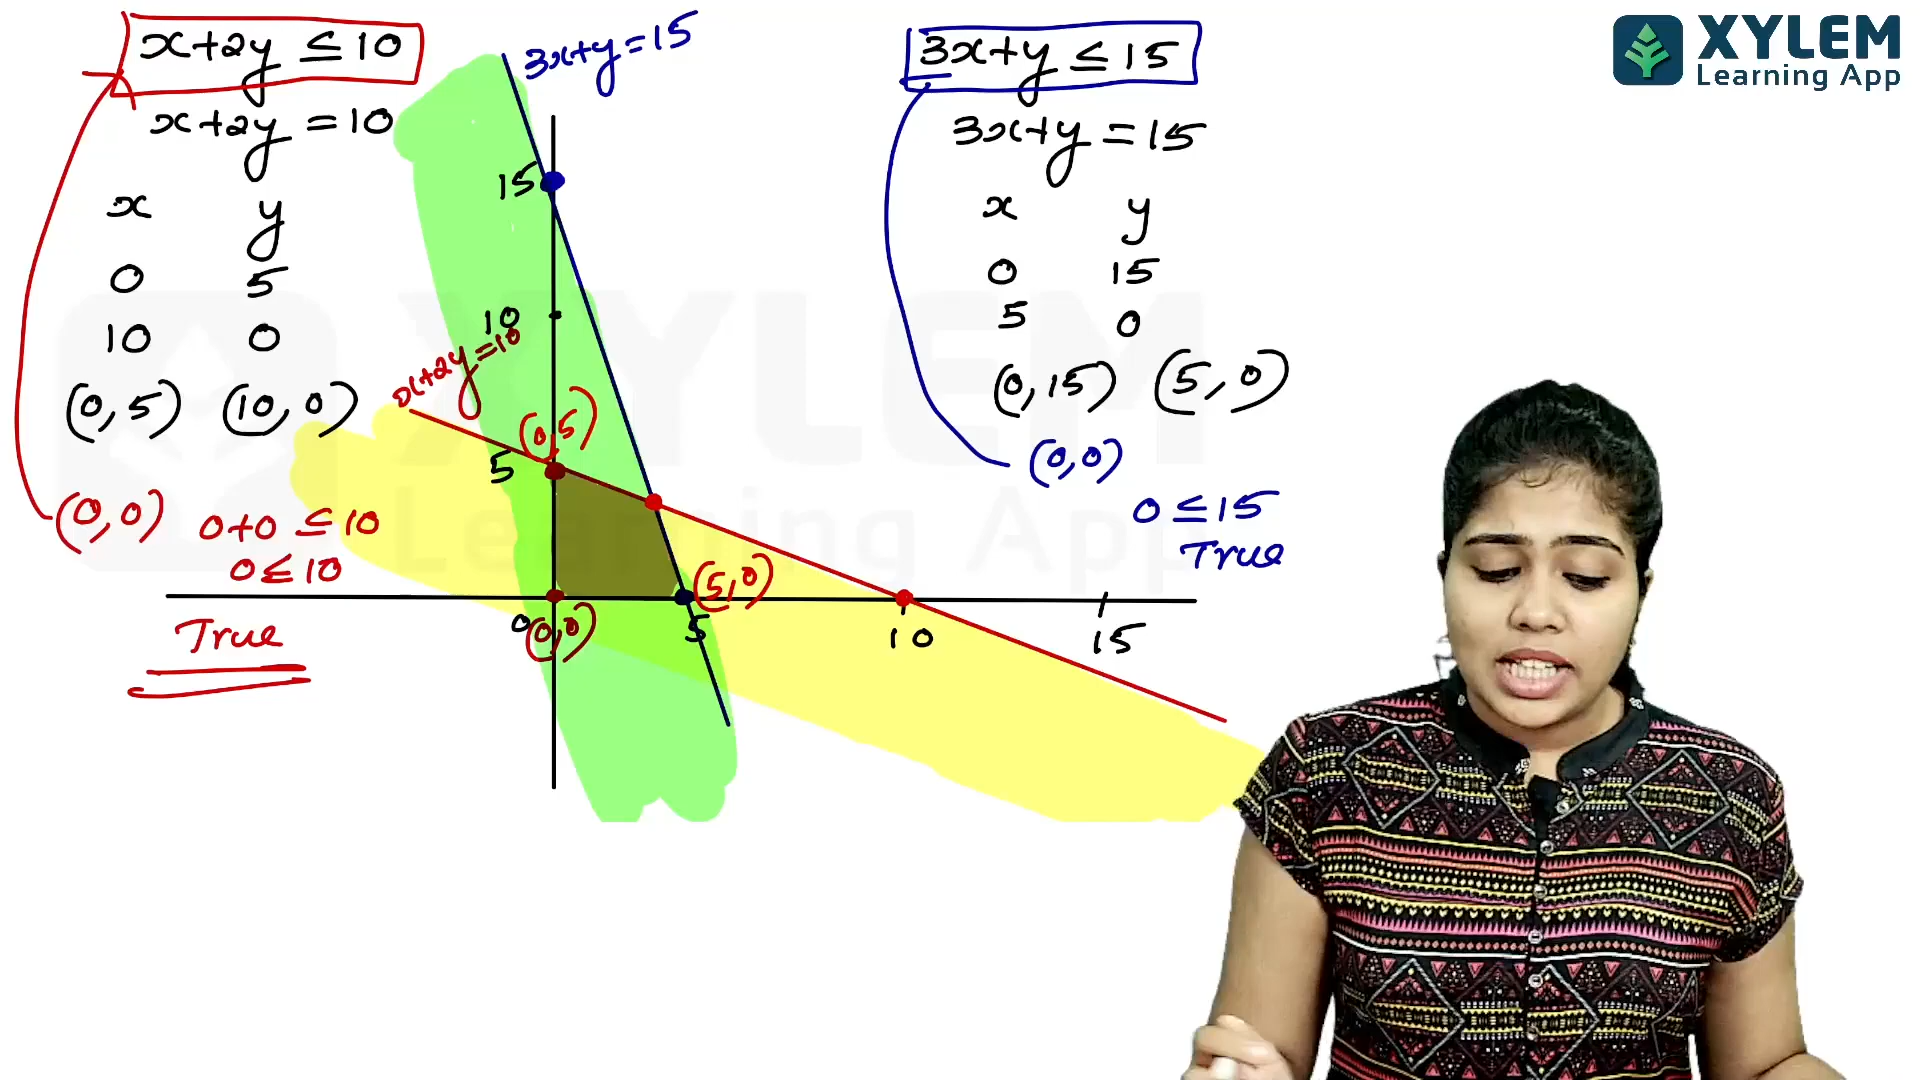 x+2y ≤ 10
x+2y = 10
x y
0 5
10 0
(0,5) (10,0)
(0,0) 0+0 ≤ 10
0 ≤ 10
True
3x+y=15
15
10
x+2y=10
(0,5)
5
(5,0)
0
(0,0)
5
10
15
3x+y ≤ 15
3x+y = 15
x y
0 15
5 0
(0,15) (5,0)
(0,0)
0 ≤ 15
True
XYLEM
Learning App
XYLEM
Learning App